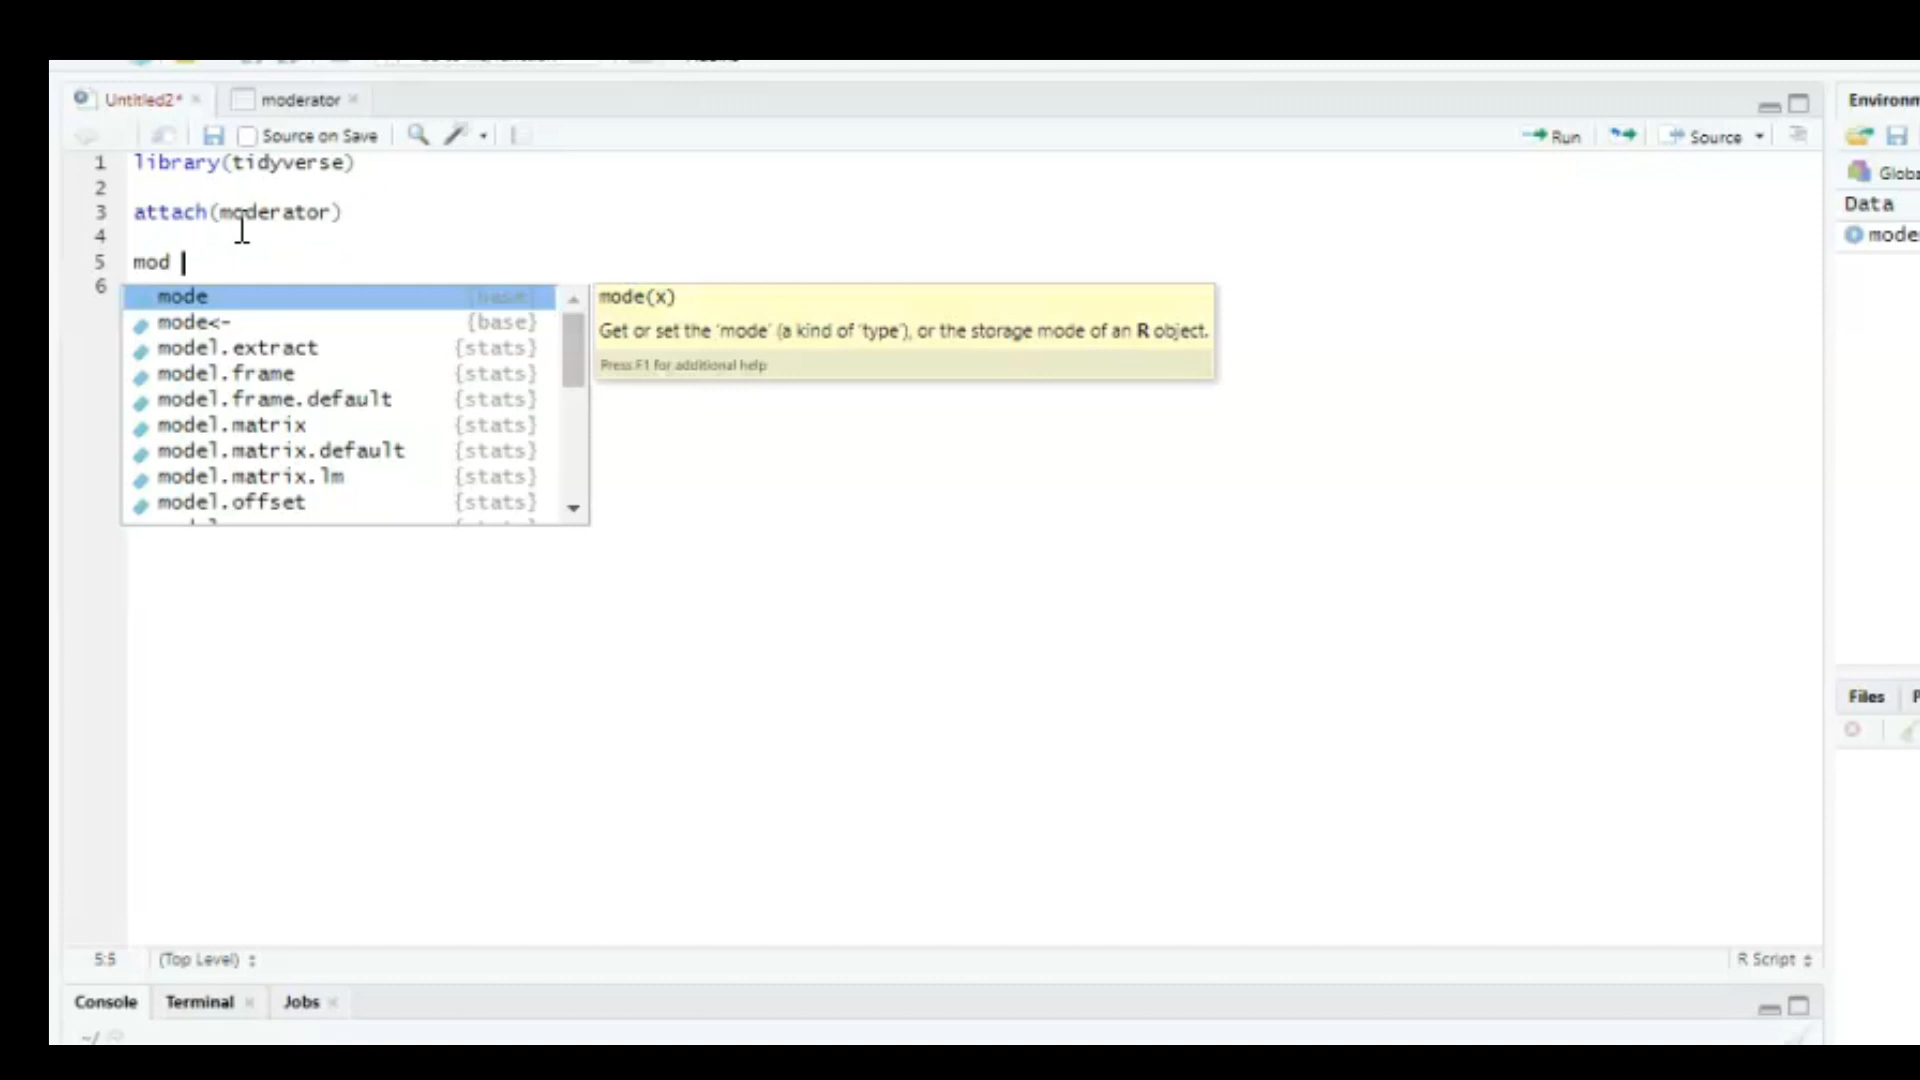 Untitled2* moderator
Environm
Source on Save
Run Source
1 library(tidyverse)
Globa
2
3 attach(moderator)
Data
4
mode
5 mod
6
mode {base}
mode<- {base}
model.extract {stats}
model.frame {stats}
model.frame.default {stats}
model.matrix {stats}
model.matrix.default {stats}
model.matrix.lm {stats}
model.offset {stats}
mode(x)
Get or set the 'mode' (a kind of 'type'), or the storage mode of an R object.
Press F1 for additional help
Files P
5:5 (Top Level) R Script
Console Terminal Jobs
~/